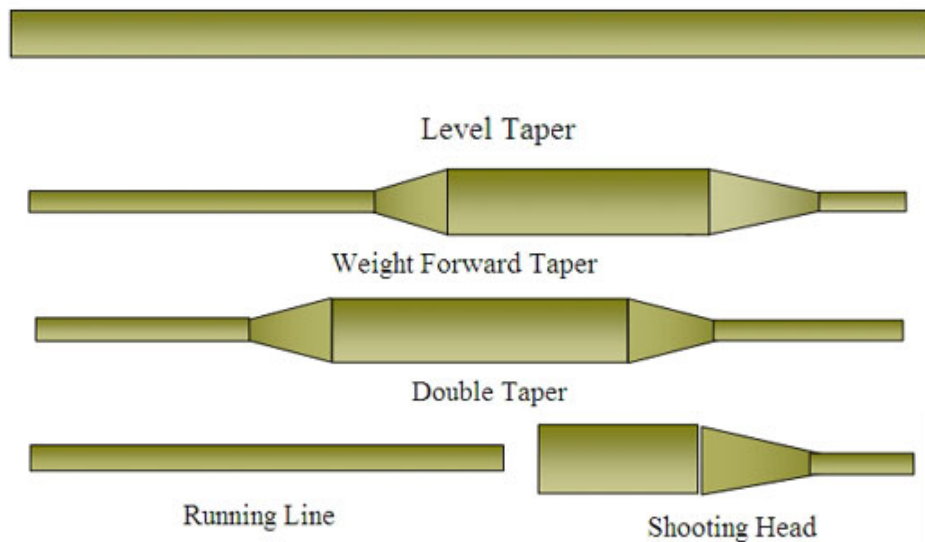 Level Taper
Weight Forward Taper
Double Taper
Running Line
Shooting Head